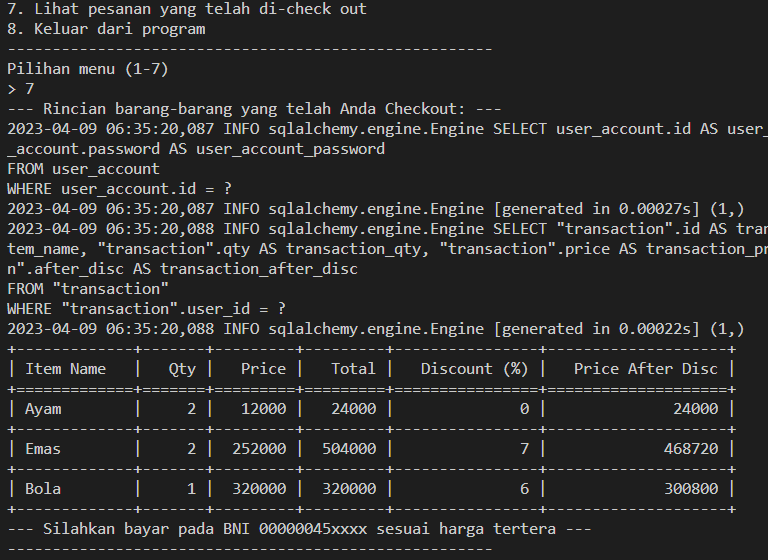 7. Lihat pesanan yang telah di-check out
8. Keluar dari program
------------------------------------------------------
Pilihan menu (1-7)
> 7
--- Rincian barang-barang yang telah Anda Checkout: ---
2023-04-09 06:35:20,087 INFO sqlalchemy.engine.Engine SELECT user_account.id AS user_
_account.password AS user_account_password
FROM user_account
WHERE user_account.id = ?
2023-04-09 06:35:20,087 INFO sqlalchemy.engine.Engine [generated in 0.00027s] (1,)
2023-04-09 06:35:20,088 INFO sqlalchemy.engine.Engine SELECT "transaction".id AS tran
tem_name, "transaction".qty AS transaction_qty, "transaction".price AS transaction_pr
n".after_disc AS transaction_after_disc
FROM "transaction"
WHERE "transaction".user_id = ?
2023-04-09 06:35:20,088 INFO sqlalchemy.engine.Engine [generated in 0.00022s] (1,)
+-------------+-------+---------+---------+----------------+--------------------+
| Item Name   |   Qty |   Price |   Total |   Discount (%) |   Price After Disc |
+=============+=======+=========+=========+================+====================+
| Ayam        |     2 |   12000 |   24000 |              0 |              24000 |
+-------------+-------+---------+---------+----------------+--------------------+
| Emas        |     2 |  252000 |  504000 |              7 |             468720 |
+-------------+-------+---------+---------+----------------+--------------------+
| Bola        |     1 |  320000 |  320000 |              6 |             300800 |
+-------------+-------+---------+---------+----------------+--------------------+
--- Silahkan bayar pada BNI 00000045xxxx sesuai harga tertera ---
------------------------------------------------------